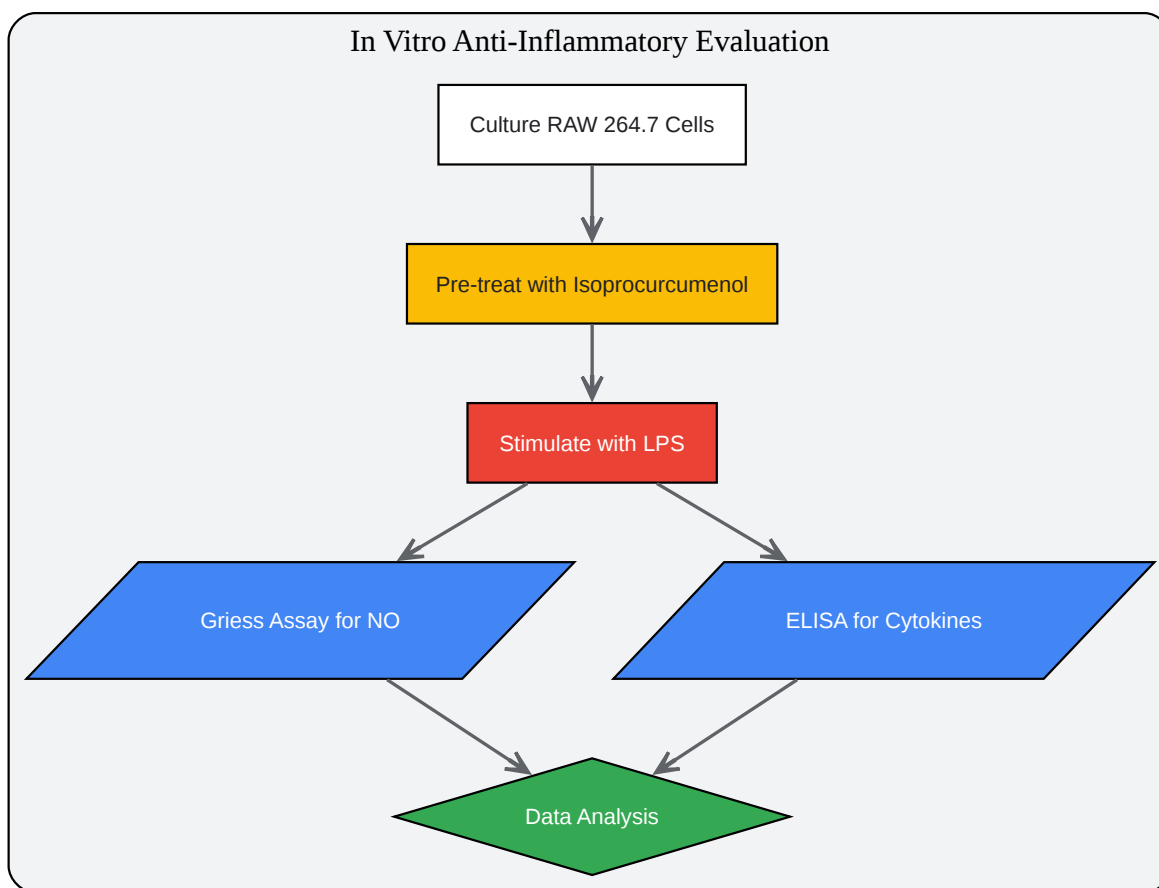 In Vitro Anti-Inflammatory Evaluation
Culture RAW 264.7 Cells
Pre-treat with Isoprocurcumenol
Stimulate with LPS
Griess Assay for NO
ELISA for Cytokines
Data Analysis